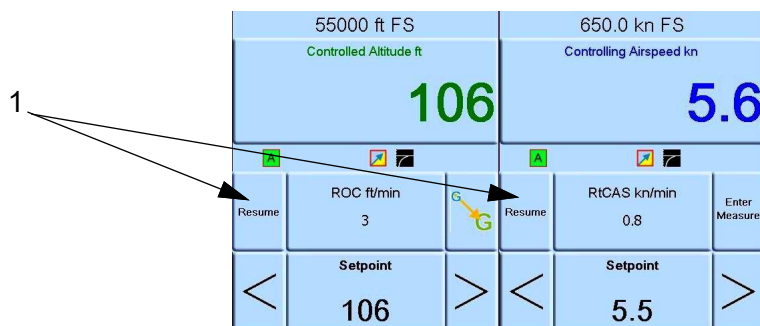 55000 ft FS
650.0 kn FS
Controlled Altitude ft
Controlling Airspeed kn
106
5.6
1
A
A
Resume
ROC ft/min
3
G
G
Resume
RtCAS kn/min
0.8
Enter
Measure
<
Setpoint
106
>
<
Setpoint
5.5
>